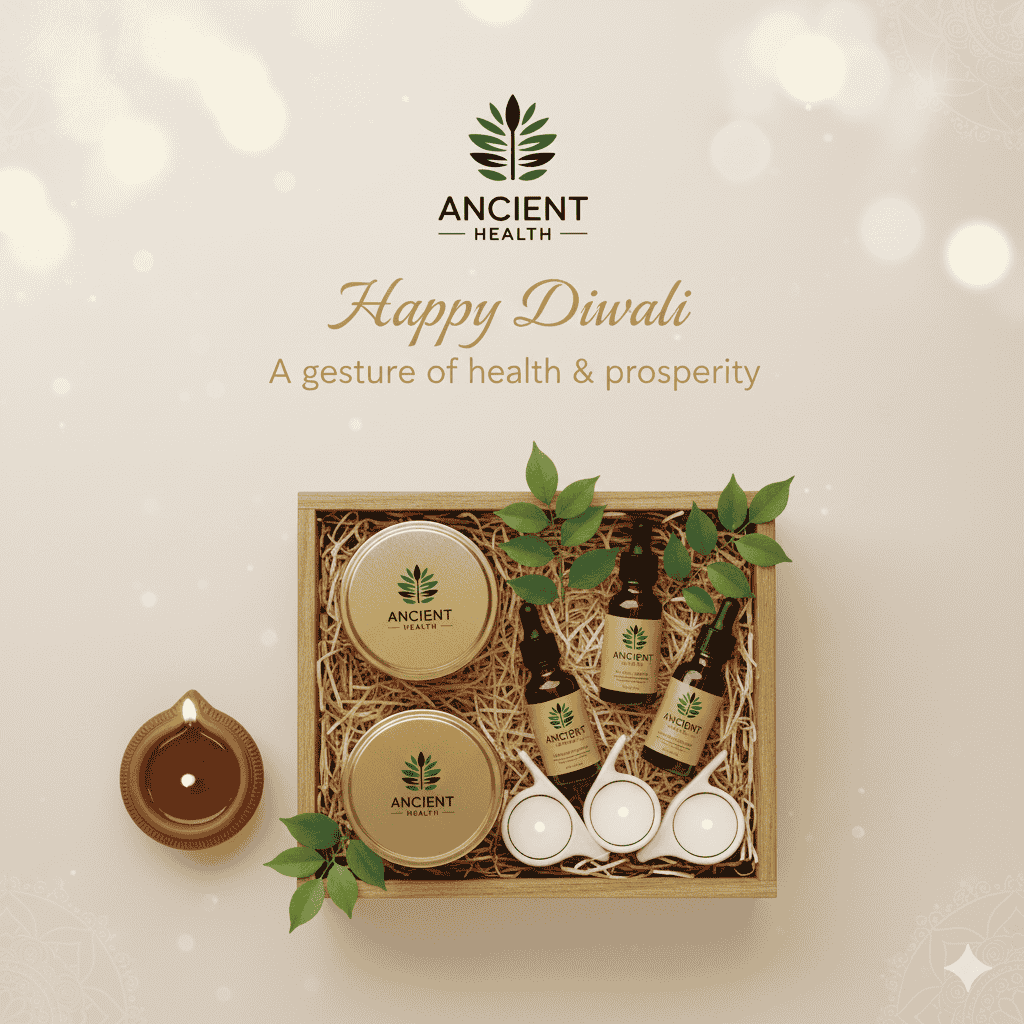 ANCIENT
HEALTH
Happy Diwali
A gesture of health & prosperity
ANCIENT
HEALTH
ANCIENT
ANCIENT
ANCIENT
ANCIENT
HEALTH